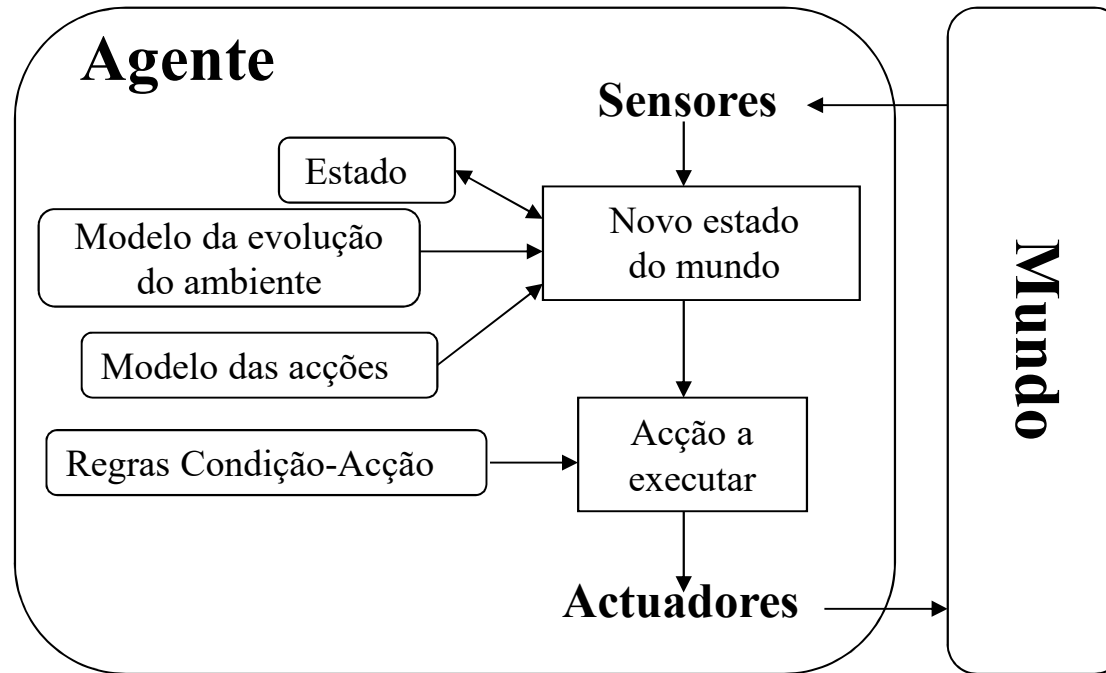 Agente
Sensores
Estado
Novo estado
do mundo
Modelo da evolução
do ambiente
Modelo das acções
Acção a
executar
Regras Condição-Acção
Actuadores
Mundo